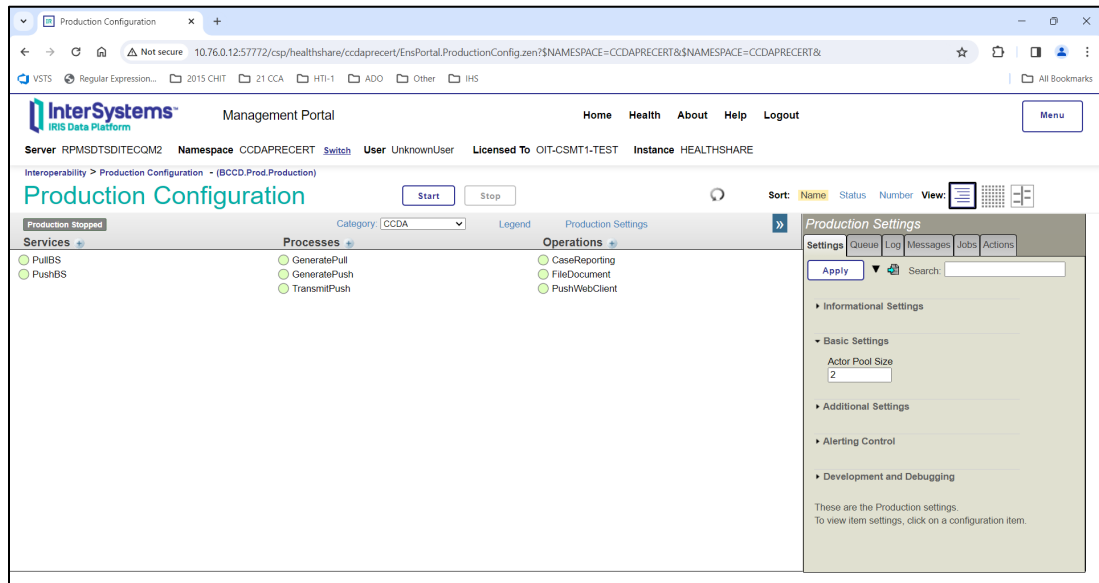 Production Configuration
Not secure 10.76.0.12:57772/csp/healthshare/ccdaprecert/EnsPortal.ProductionConfig.zen?$NAMESPACE=CCDAPRECERT&$NAMESPACE=CCDAPRECERT&
VSTS Regular Expression... 2015 CHIT 21 CCA HTI-1 ADO Other IHS All Bookmarks
InterSystems™
IRIS Data Platform
Management Portal
Home Health About Help Logout
Menu
Server RPMSDTSDITECQM2 Namespace CCDAPRECERT Switch User UnknownUser Licensed To OIT-CSMT1-TEST Instance HEALTHSHARE
Interoperability > Production Configuration - (BCCD.Prod.Production)
Production Configuration
Start Stop
Sort: Name Status Number View:
Production Stopped
Category: CCDA
Legend Production Settings
Services Processes Operations
PullBS GeneratePull CaseReporting
PushBS GeneratePush FileDocument
TransmitPush PushWebClient
Production Settings
Settings Queue Log Messages Jobs Actions
Apply Search:
Informational Settings
Basic Settings
Actor Pool Size
2
Additional Settings
Alerting Control
Development and Debugging
These are the Production settings.
To view item settings, click on a configuration item.